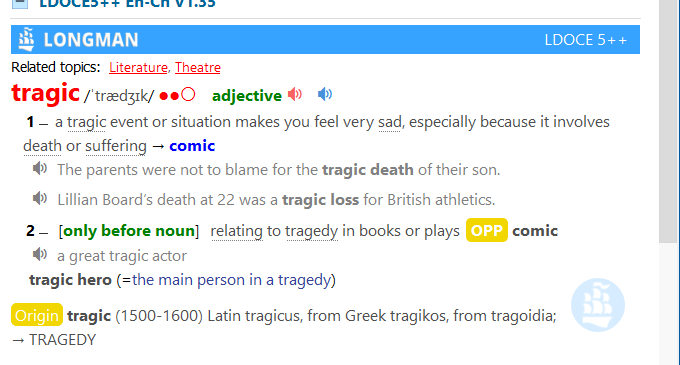 LDOCE5++ En-Ch V1.35
LONGMAN LDOCE 5++
Related topics: Literature, Theatre
tragic /ˈtrædʒɪk/ ●●○ adjective
1 – a tragic event or situation makes you feel very sad, especially because it involves
death or suffering → comic
The parents were not to blame for the tragic death of their son.
Lillian Board’s death at 22 was a tragic loss for British athletics.
2 – [only before noun] relating to tragedy in books or plays OPP comic
a great tragic actor
tragic hero (=the main person in a tragedy)
Origin tragic (1500-1600) Latin tragicus, from Greek tragikos, from tragoidia;
→ TRAGEDY